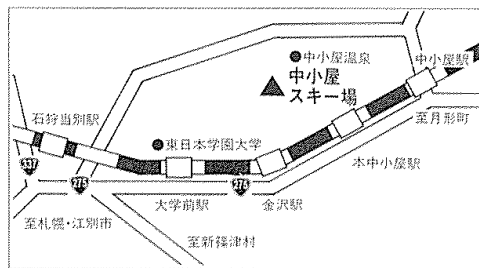 中小屋温泉
中小屋駅
中小屋
スキー場
石狩当別駅
至月形町
東日本学園大学
本中小屋駅
337
275
大学前駅
275
金沢駅
至札幌・江別市
至新篠津村